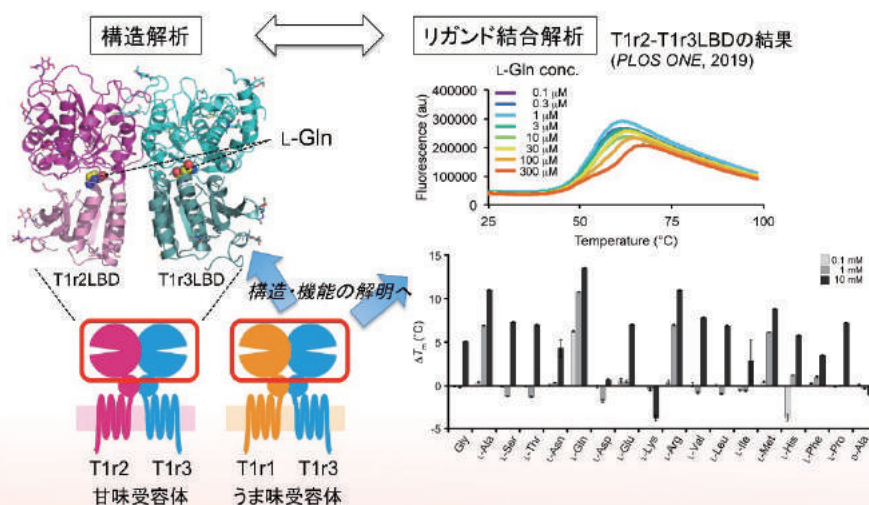 構造解析
リガンド結合解析
T1r2-T1r3LBDの結果
(PLOS ONE, 2019)
L-Gln
T1r2LBD
T1r3LBD
構造・機能の解明へ
T1r2
T1r3
T1r1
T1r3
甘味受容体
うま味受容体
L-Gln conc.
0.1 μM
0.3 μM
1 μM
3 μM
10 μM
30 μM
100 μM
300 μM
Fluorescence (au)
400000
300000
200000
100000
0
25
50
75
100
Temperature (°C)
0.1 mM
1 mM
10 mM
ΔTm (°C)
15
10
5
0
-5
Gly
L-Ala
L-Ser
L-Thr
L-Asn
L-Gln
L-Asp
L-Glu
L-Lys
L-Arg
L-Val
L-Leu
L-Ile
L-Met
L-His
L-Phe
L-Pro
D-Ala